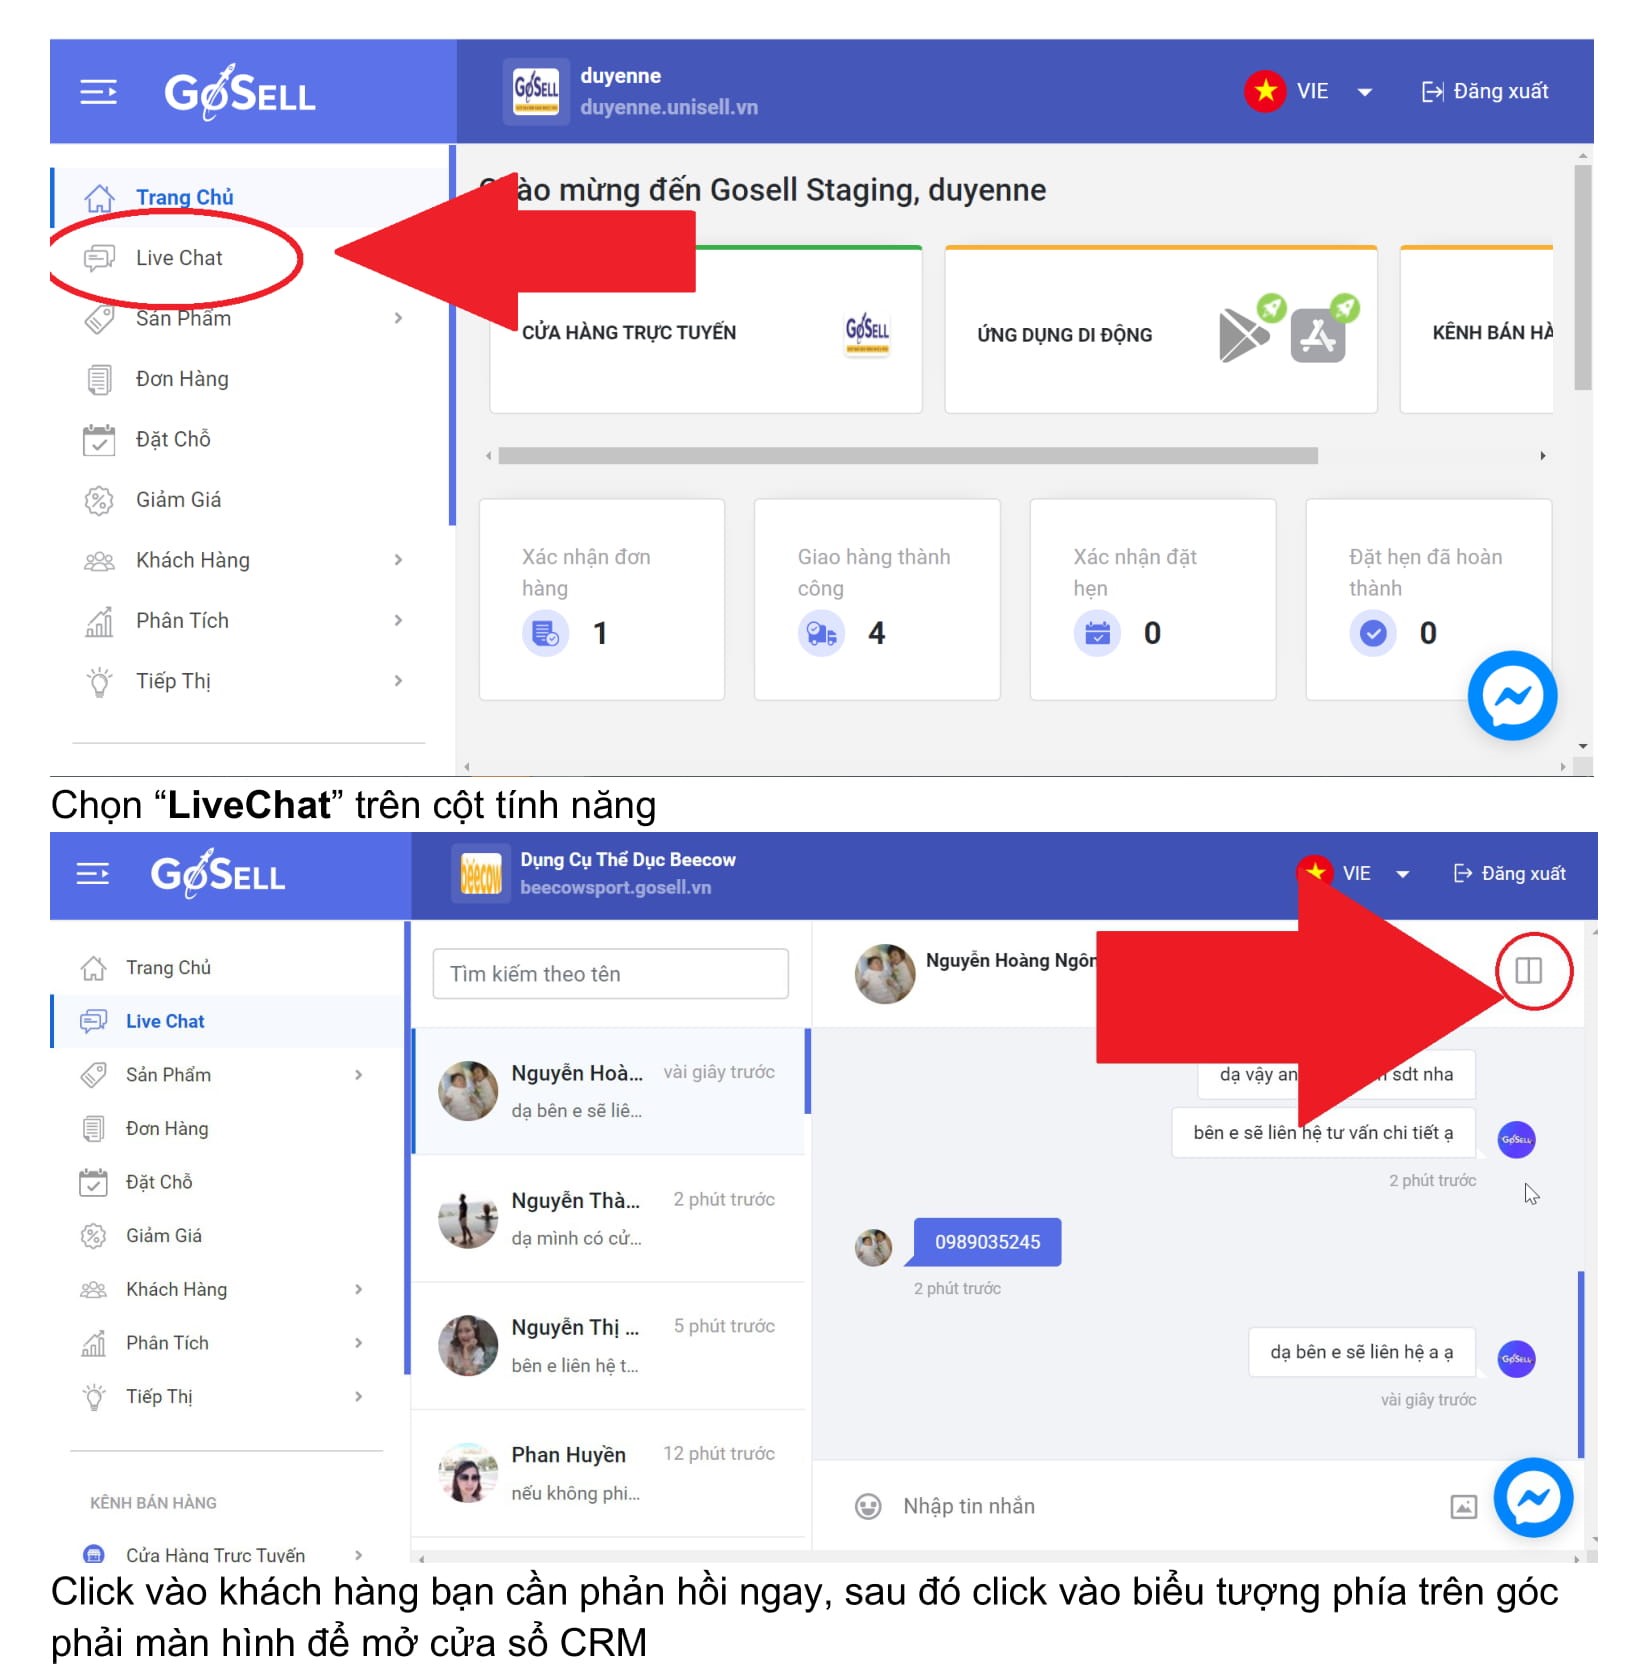 GoSELL
duyenne
duyenne.unisell.vn
VIE
Đăng xuất
Trang Chủ
Live Chat
Sản Phẩm
Đơn Hàng
Đặt Chỗ
Giảm Giá
Khách Hàng
Phân Tích
Tiếp Thị
ào mừng đến Gosell Staging, duyenne
CỬA HÀNG TRỰC TUYẾN
GoSELL
ỨNG DỤNG DI ĐỘNG
KÊNH BÁN HÀ
Xác nhận đơn
hàng
1
Giao hàng thành
công
4
Xác nhận đặt
hẹn
0
Đặt hẹn đã hoàn
thành
0
Chọn “LiveChat” trên cột tính năng
GoSELL
beecow
Dụng Cụ Thể Dục Beecow
beecowsport.gosell.vn
VIE
Đăng xuất
Trang Chủ
Live Chat
Sản Phẩm
Đơn Hàng
Đặt Chỗ
Giảm Giá
Khách Hàng
Phân Tích
Tiếp Thị
KÊNH BÁN HÀNG
Cửa Hàng Trực Tuyến
Tìm kiếm theo tên
Nguyễn Hoà... vài giây trước
dạ bên e sẽ liê...
Nguyễn Thà... 2 phút trước
dạ mình có cử...
Nguyễn Thị ... 5 phút trước
bên e liên hệ t...
Phan Huyền 12 phút trước
nếu không phi...
Nguyễn Hoàng Ngôn
dạ vậy an sdt nha
bên e sẽ liên hệ tư vấn chi tiết ạ
2 phút trước
0989035245
2 phút trước
dạ bên e sẽ liên hệ a ạ
vài giây trước
Nhập tin nhắn
Click vào khách hàng bạn cần phản hồi ngay, sau đó click vào biểu tượng phía trên góc
phải màn hình để mở cửa sổ CRM